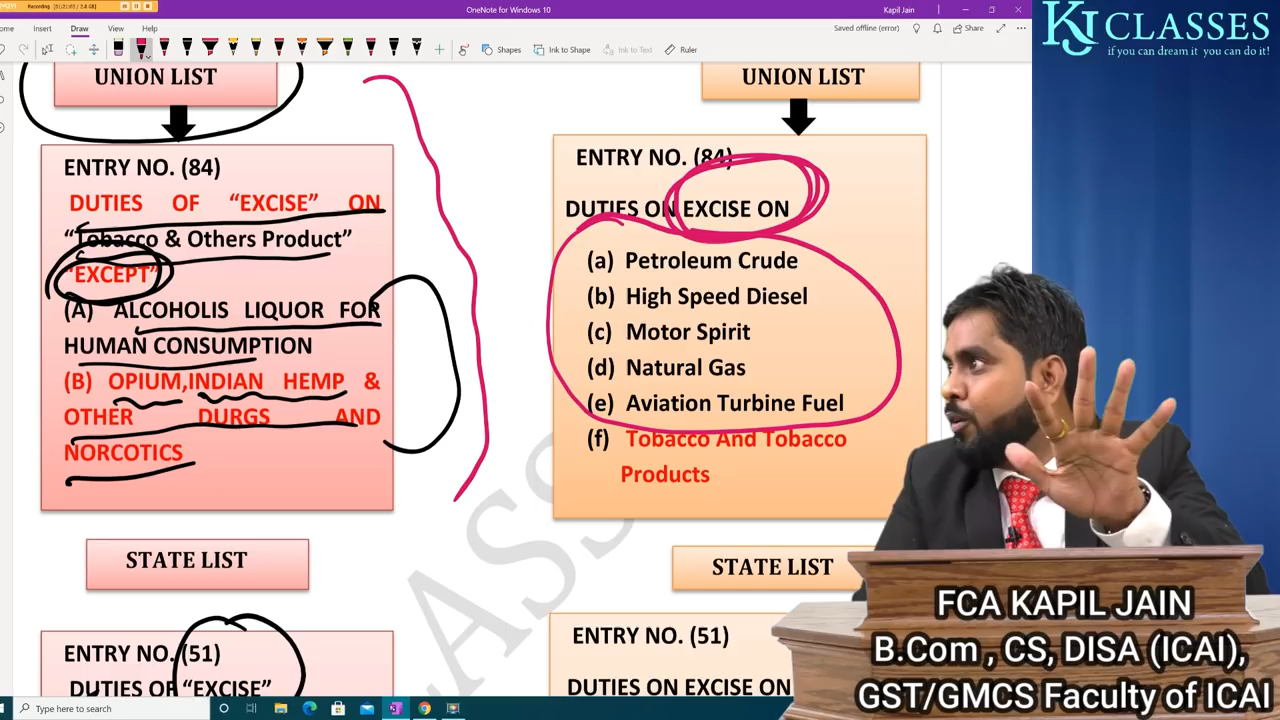 Recording
OneNote for Windows 10
Kapil Jain
Insert
Draw
View
Help
Saved offline (error)
Share
Shapes
Ink to Shape
Ink to Text
Ruler
KJ CLASSES
if you can dream it you can do it!
UNION LIST
ENTRY NO. (84)
DUTIES OF “EXCISE” ON
“Tobacco & Others Product”
“EXCEPT”
(A) ALCOHOLIS LIQUOR FOR
HUMAN CONSUMPTION
(B) OPIUM,INDIAN HEMP &
OTHER DURGS AND
NORCOTICS
STATE LIST
ENTRY NO. (51)
DUTIES OF “EXCISE”
UNION LIST
ENTRY NO. (84)
DUTIES ON EXCISE ON
(a) Petroleum Crude
(b) High Speed Diesel
(c) Motor Spirit
(d) Natural Gas
(e) Aviation Turbine Fuel
(f) Tobacco And Tobacco
Products
STATE LIST
ENTRY NO. (51)
DUTIES ON EXCISE ON
FCA KAPIL JAIN
B.Com , CS, DISA (ICAI),
GST/GMCS Faculty of ICAI
Type here to search